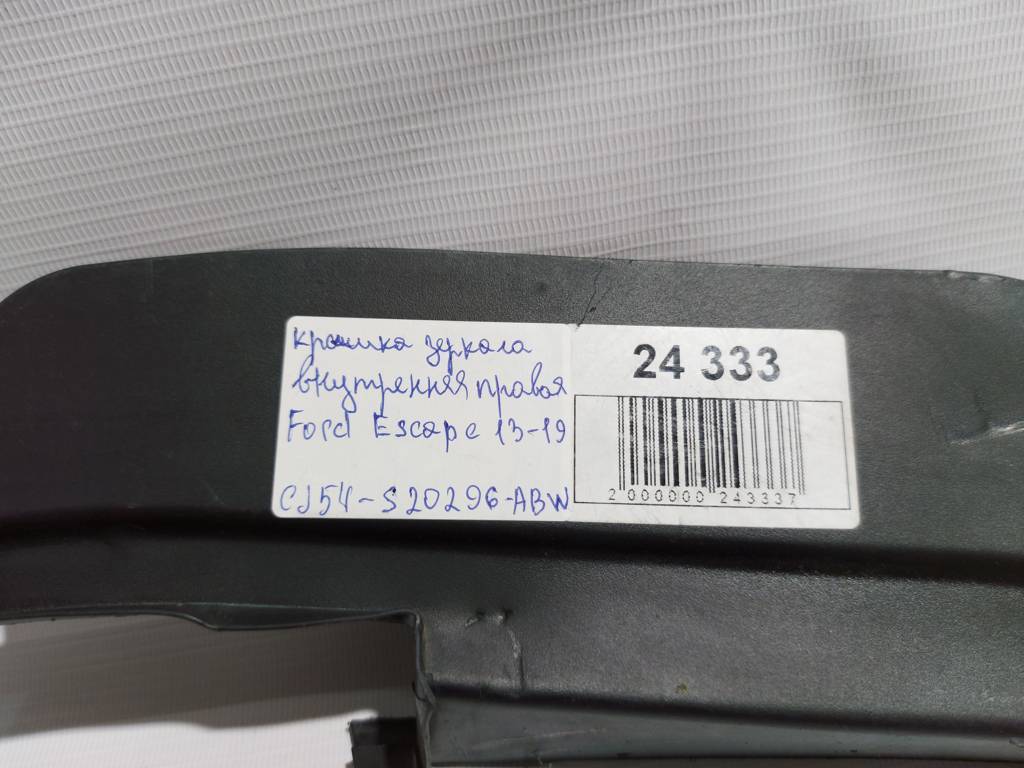 крышка зеркала
внутренняя правая
Ford Escape 13-19
CJ54-S20296-ABW
24 333
2 000000 243337